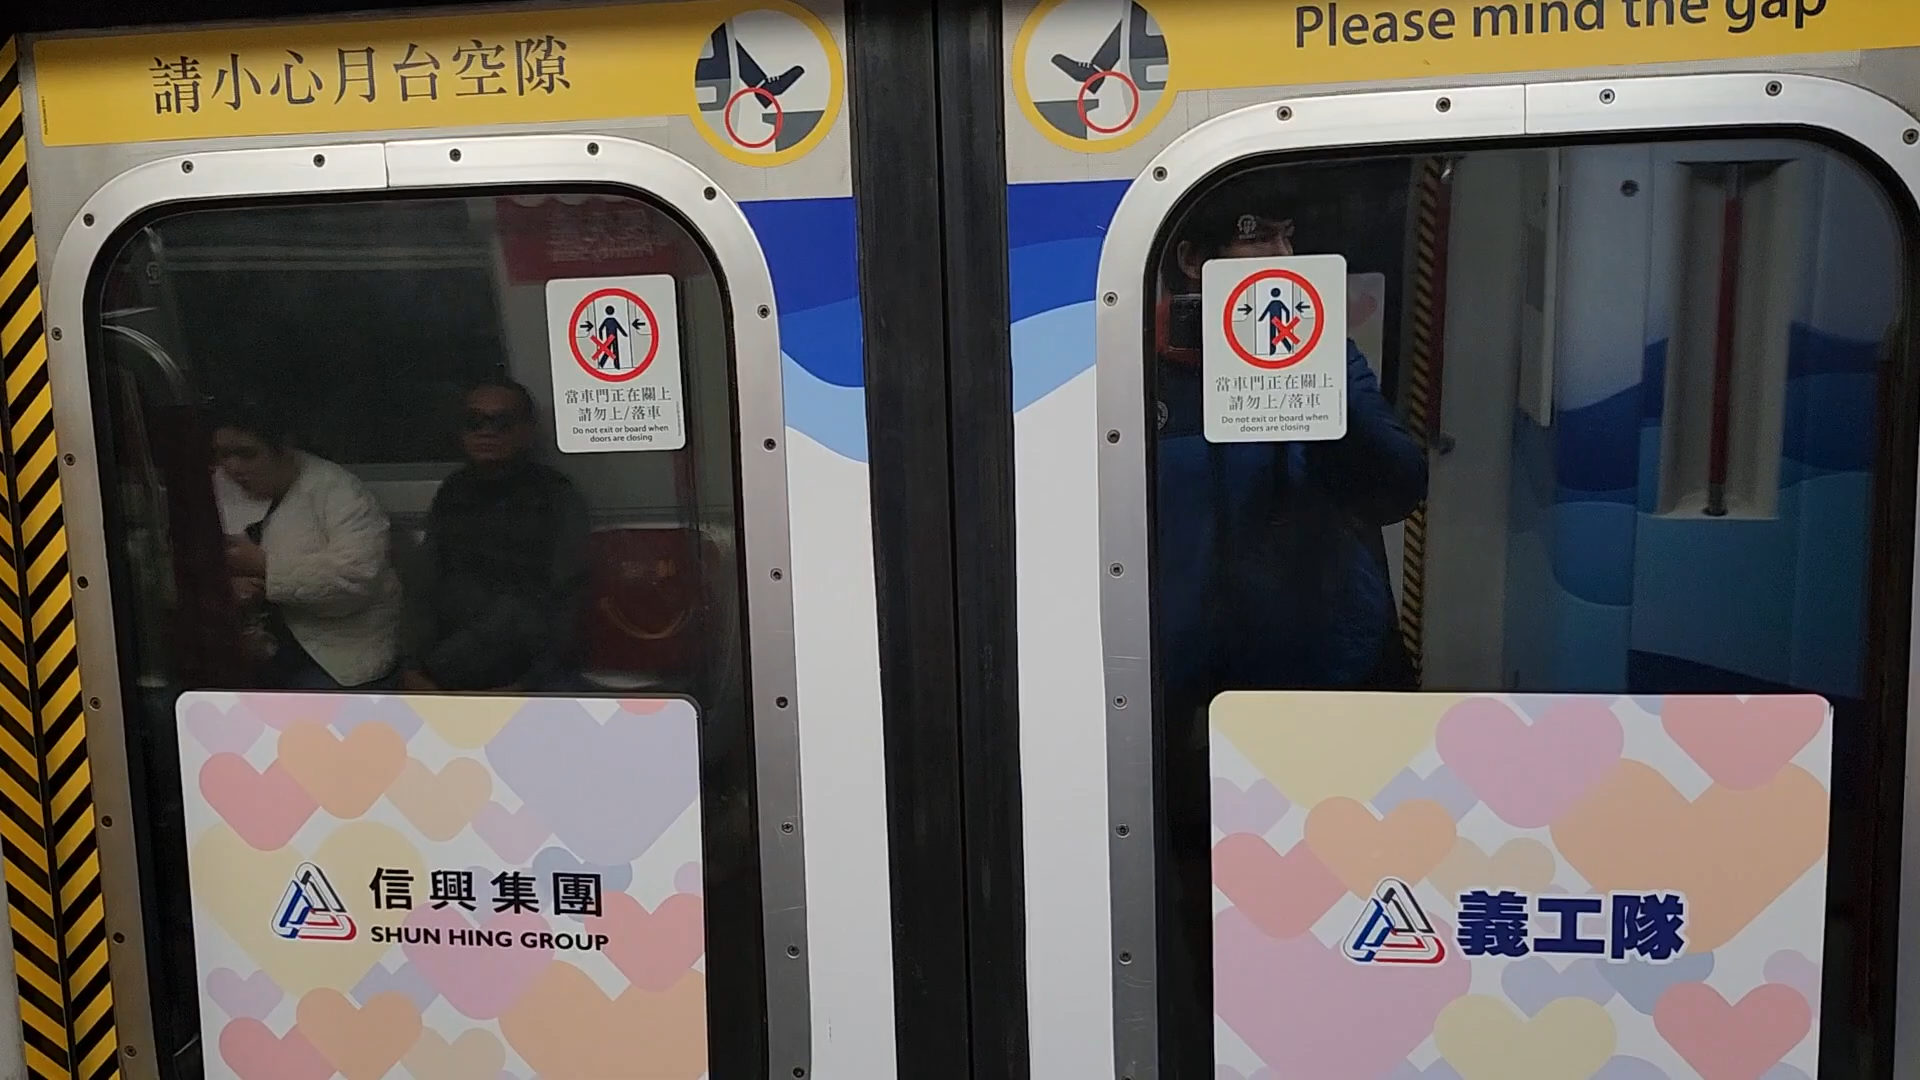 請小心月台空隙
Please mind the gap
當車門正在關上
請勿上/落車
Do not exit or board when
doors are closing
當車門正在關上
請勿上/落車
Do not exit or board when
doors are closing
信興集團
SHUN HING GROUP
義工隊